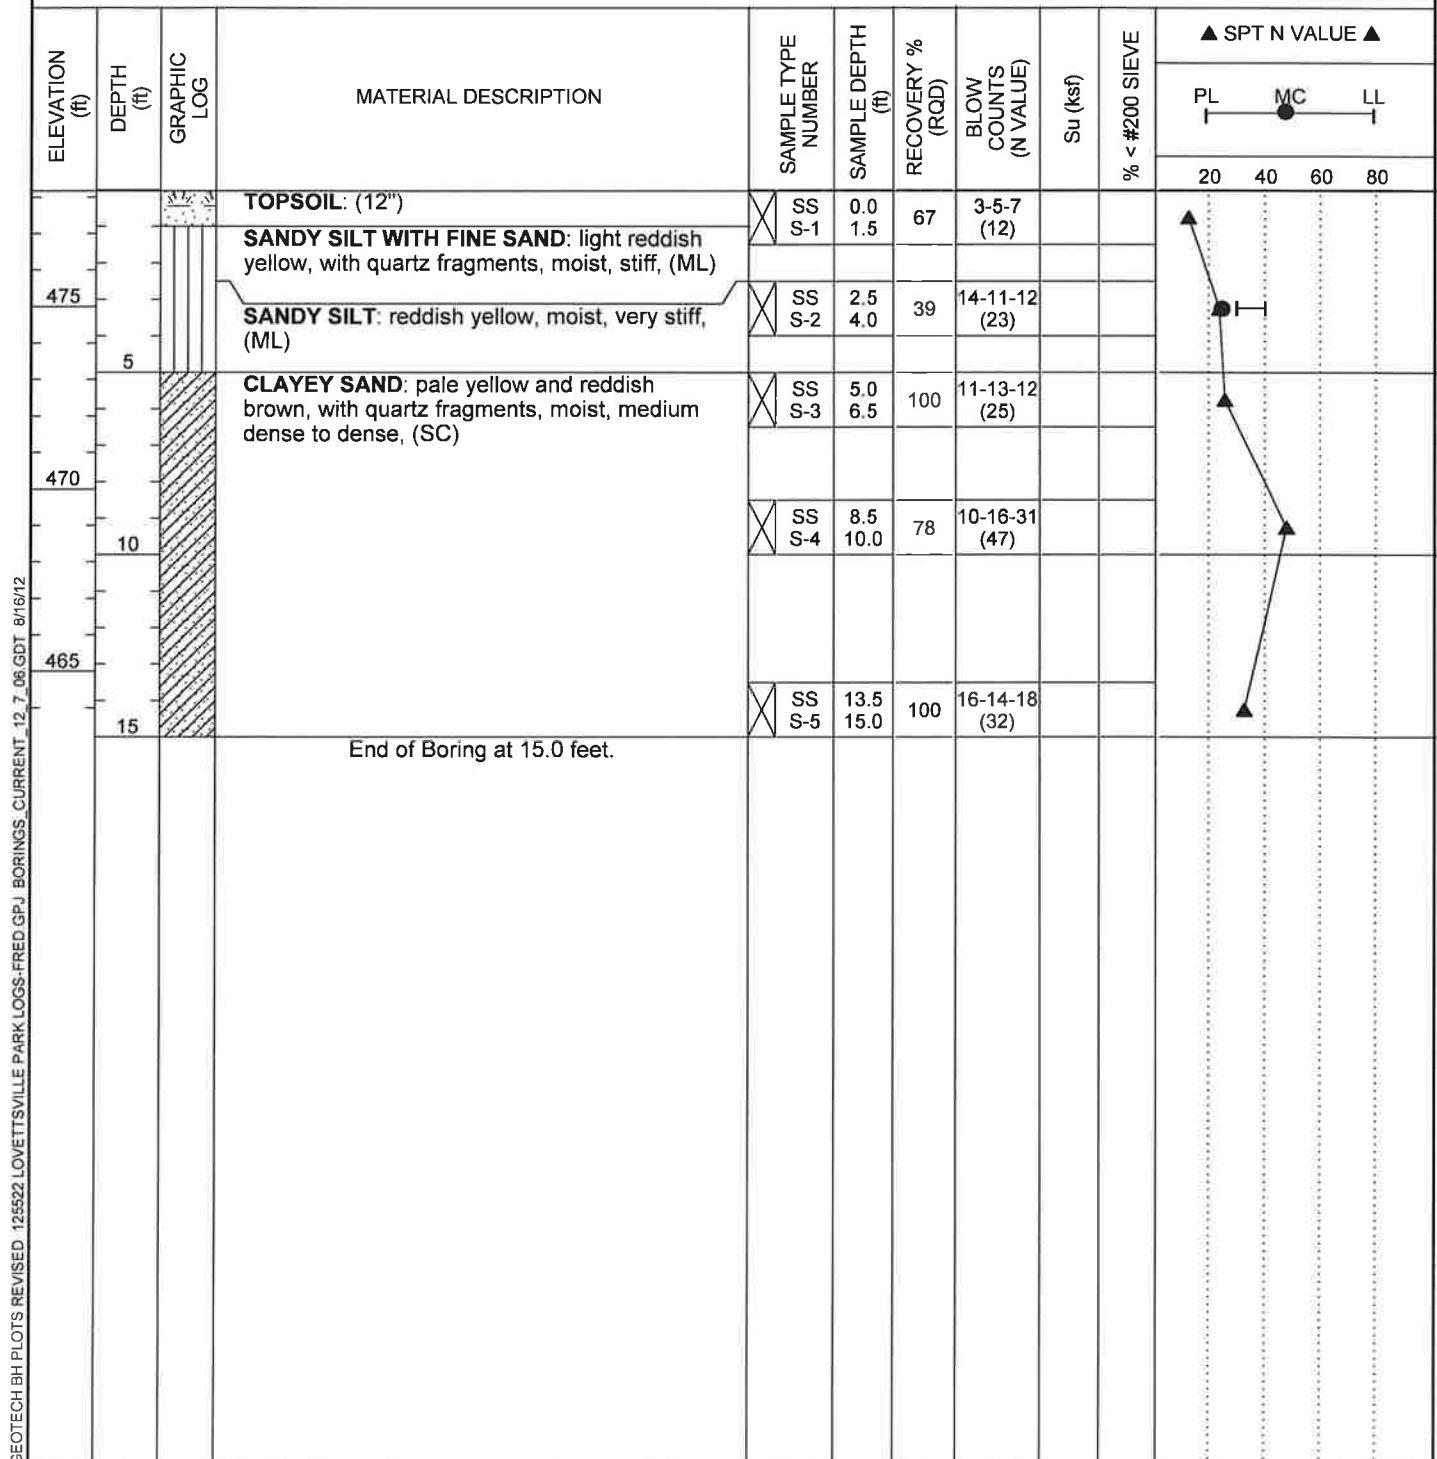 ELEVATION
(ft)
DEPTH
(ft)
GRAPHIC
LOG
MATERIAL DESCRIPTION
SAMPLE TYPE
NUMBER
SAMPLE DEPTH
(ft)
RECOVERY %
(RQD)
BLOW
COUNTS
(N VALUE)
Su (ksf)
% < #200 SIEVE
▲ SPT N VALUE ▲
PL MC LL
20 40 60 80
TOPSOIL: (12")
SS 0.0 67 3-5-7
S-1 1.5 (12)
SANDY SILT WITH FINE SAND: light reddish
yellow, with quartz fragments, moist, stiff, (ML)
475
SS 2.5 39 14-11-12
S-2 4.0 (23)
SANDY SILT: reddish yellow, moist, very stiff,
(ML)
5
CLAYEY SAND: pale yellow and reddish
brown, with quartz fragments, moist, medium
dense to dense, (SC)
SS 5.0 100 11-13-12
S-3 6.5 (25)
470
SS 8.5 78 10-16-31
S-4 10.0 (47)
10
465
SS 13.5 100 16-14-18
S-5 15.0 (32)
15
End of Boring at 15.0 feet.
GEOTECH BH PLOTS REVISED 125522 LOVETTSVILLE PARK LOGS-FRED.GPJ BORINGS_CURRENT_12_7_06.GDT 8/16/12